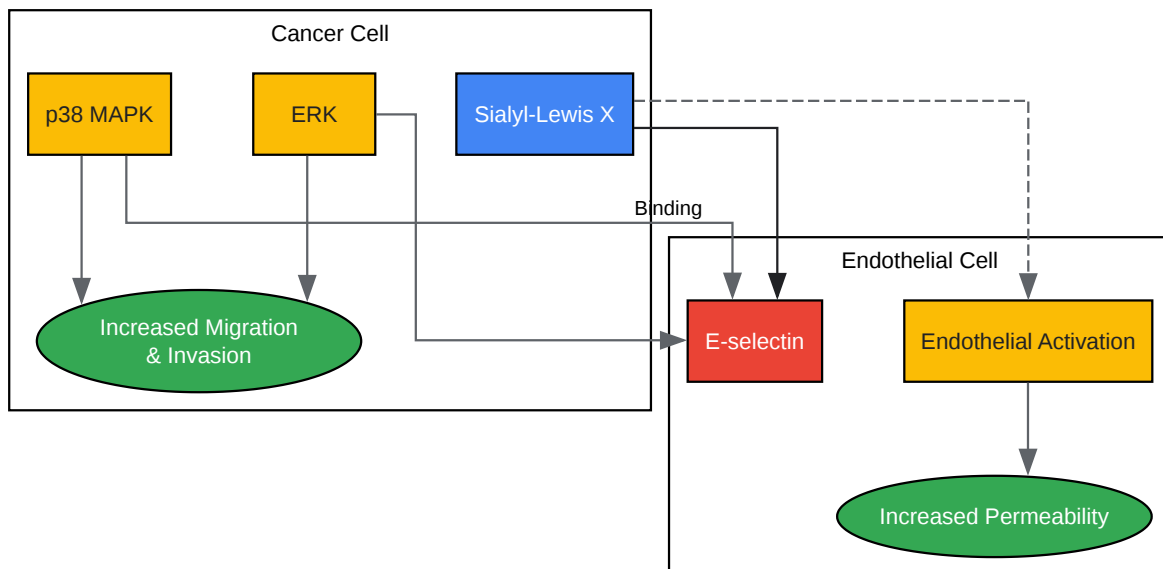 Cancer Cell
p38 MAPK
ERK
Sialyl-Lewis X
Binding
Endothelial Cell
Increased Migration
& Invasion
E-selectin
Endothelial Activation
Increased Permeability